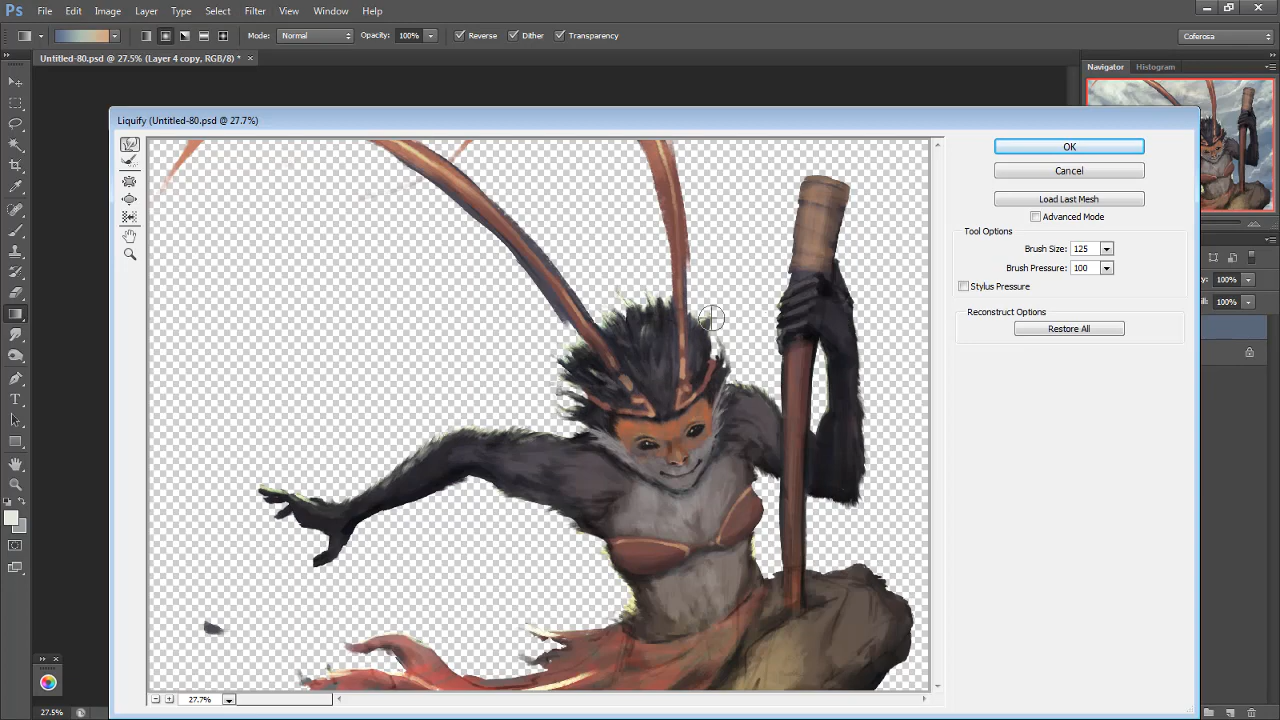 Ps File Edit Image Layer Type Select Filter View Window Help
Mode: Normal Opacity: 100% Reverse Dither Transparency Coferosa
Untitled-80.psd @ 27.5% (Layer 4 copy, RGB/8) * × Navigator Histogram
Liquify (Untitled-80.psd @ 27.7%)
OK
Cancel
Load Last Mesh
Advanced Mode
Tool Options
Brush Size: 125
Brush Pressure: 100
Stylus Pressure
Reconstruct Options
Restore All
100%
100%
27.7%
27.5%